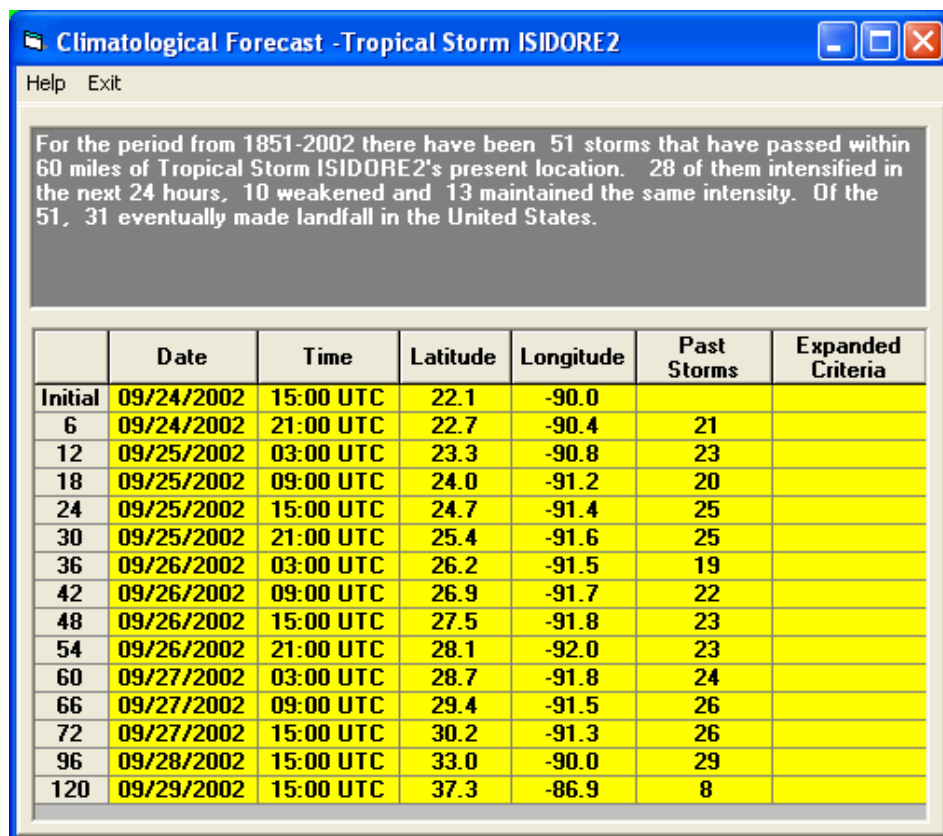 Climatological Forecast -Tropical Storm ISIDORE2
Help Exit
For the period from 1851-2002 there have been 51 storms that have passed within
60 miles of Tropical Storm ISIDORE2's present location. 28 of them intensified in
the next 24 hours, 10 weakened and 13 maintained the same intensity. Of the
51, 31 eventually made landfall in the United States.
Date Time Latitude Longitude Past Storms Expanded Criteria
Initial 09/24/2002 15:00 UTC 22.1 -90.0
6 09/24/2002 21:00 UTC 22.7 -90.4 21
12 09/25/2002 03:00 UTC 23.3 -90.8 23
18 09/25/2002 09:00 UTC 24.0 -91.2 20
24 09/25/2002 15:00 UTC 24.7 -91.4 25
30 09/25/2002 21:00 UTC 25.4 -91.6 25
36 09/26/2002 03:00 UTC 26.2 -91.5 19
42 09/26/2002 09:00 UTC 26.9 -91.7 22
48 09/26/2002 15:00 UTC 27.5 -91.8 23
54 09/26/2002 21:00 UTC 28.1 -92.0 23
60 09/27/2002 03:00 UTC 28.7 -91.8 24
66 09/27/2002 09:00 UTC 29.4 -91.5 26
72 09/27/2002 15:00 UTC 30.2 -91.3 26
96 09/28/2002 15:00 UTC 33.0 -90.0 29
120 09/29/2002 15:00 UTC 37.3 -86.9 8